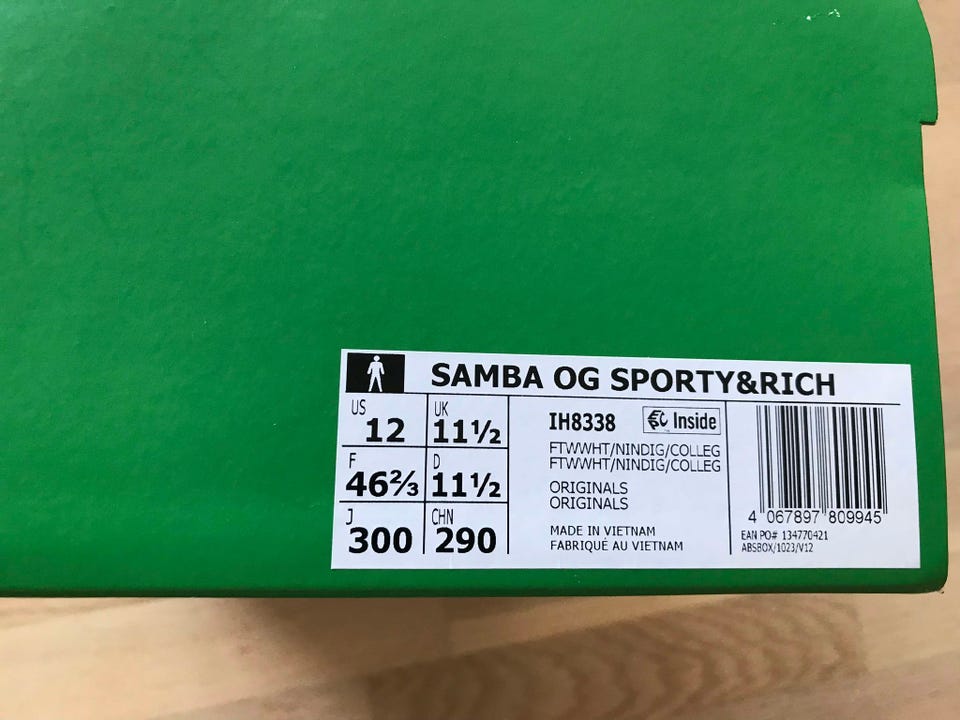 SAMBA OG SPORTY&RICH
US 12
UK 11½
F 46⅔
D 11½
J 300
CHN 290
IH8338
Inside
FTWWHT/NINDIG/COLLEG
FTWWHT/NINDIG/COLLEG
ORIGINALS
ORIGINALS
MADE IN VIETNAM
FABRIQUÉ AU VIETNAM
4 067897 809945
EAN PO# 134770421
ABSBOX/1023/V12